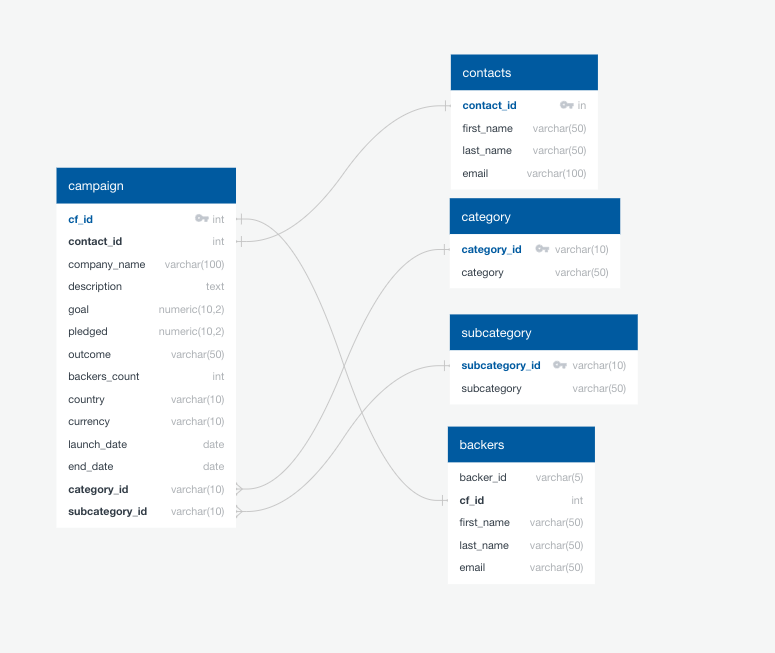 campaign
cf_id int
contact_id int
company_name varchar(100)
description text
goal numeric(10,2)
pledged numeric(10,2)
outcome varchar(50)
backers_count int
country varchar(10)
currency varchar(10)
launch_date date
end_date date
category_id varchar(10)
subcategory_id varchar(10)
contacts
contact_id in
first_name varchar(50)
last_name varchar(50)
email varchar(100)
category
category_id varchar(10)
category varchar(50)
subcategory
subcategory_id varchar(10)
subcategory varchar(50)
backers
backer_id varchar(5)
cf_id int
first_name varchar(50)
last_name varchar(50)
email varchar(50)